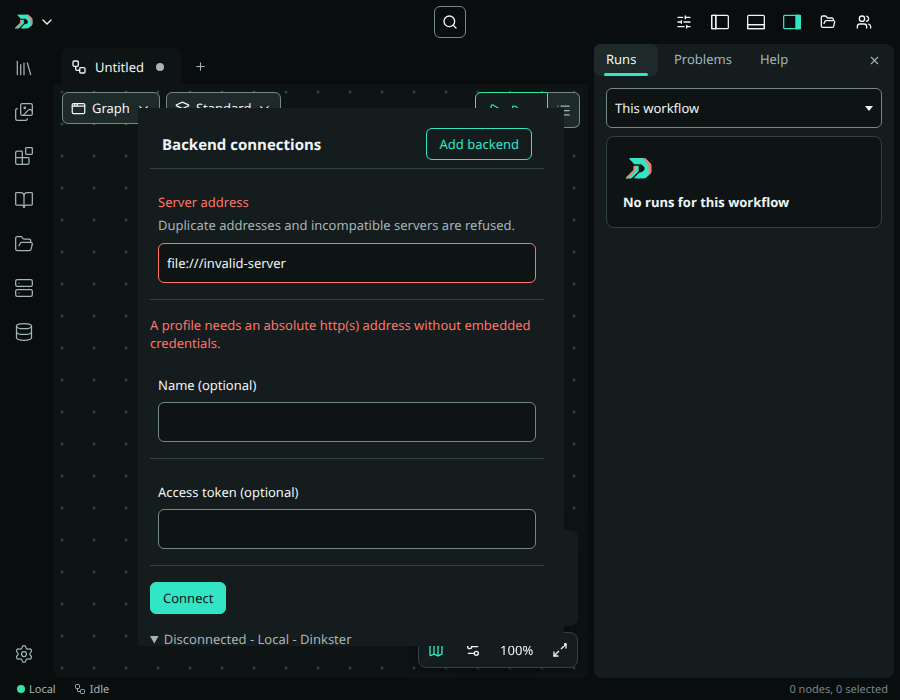 Untitled
Runs
Problems
Help
Graph
Standard
This workflow
Backend connections
Add backend
No runs for this workflow
Server address
Duplicate addresses and incompatible servers are refused.
file:///invalid-server
A profile needs an absolute http(s) address without embedded
credentials.
Name (optional)
Access token (optional)
Connect
Disconnected - Local - Dinkster
100%
Local
Idle
0 nodes, 0 selected